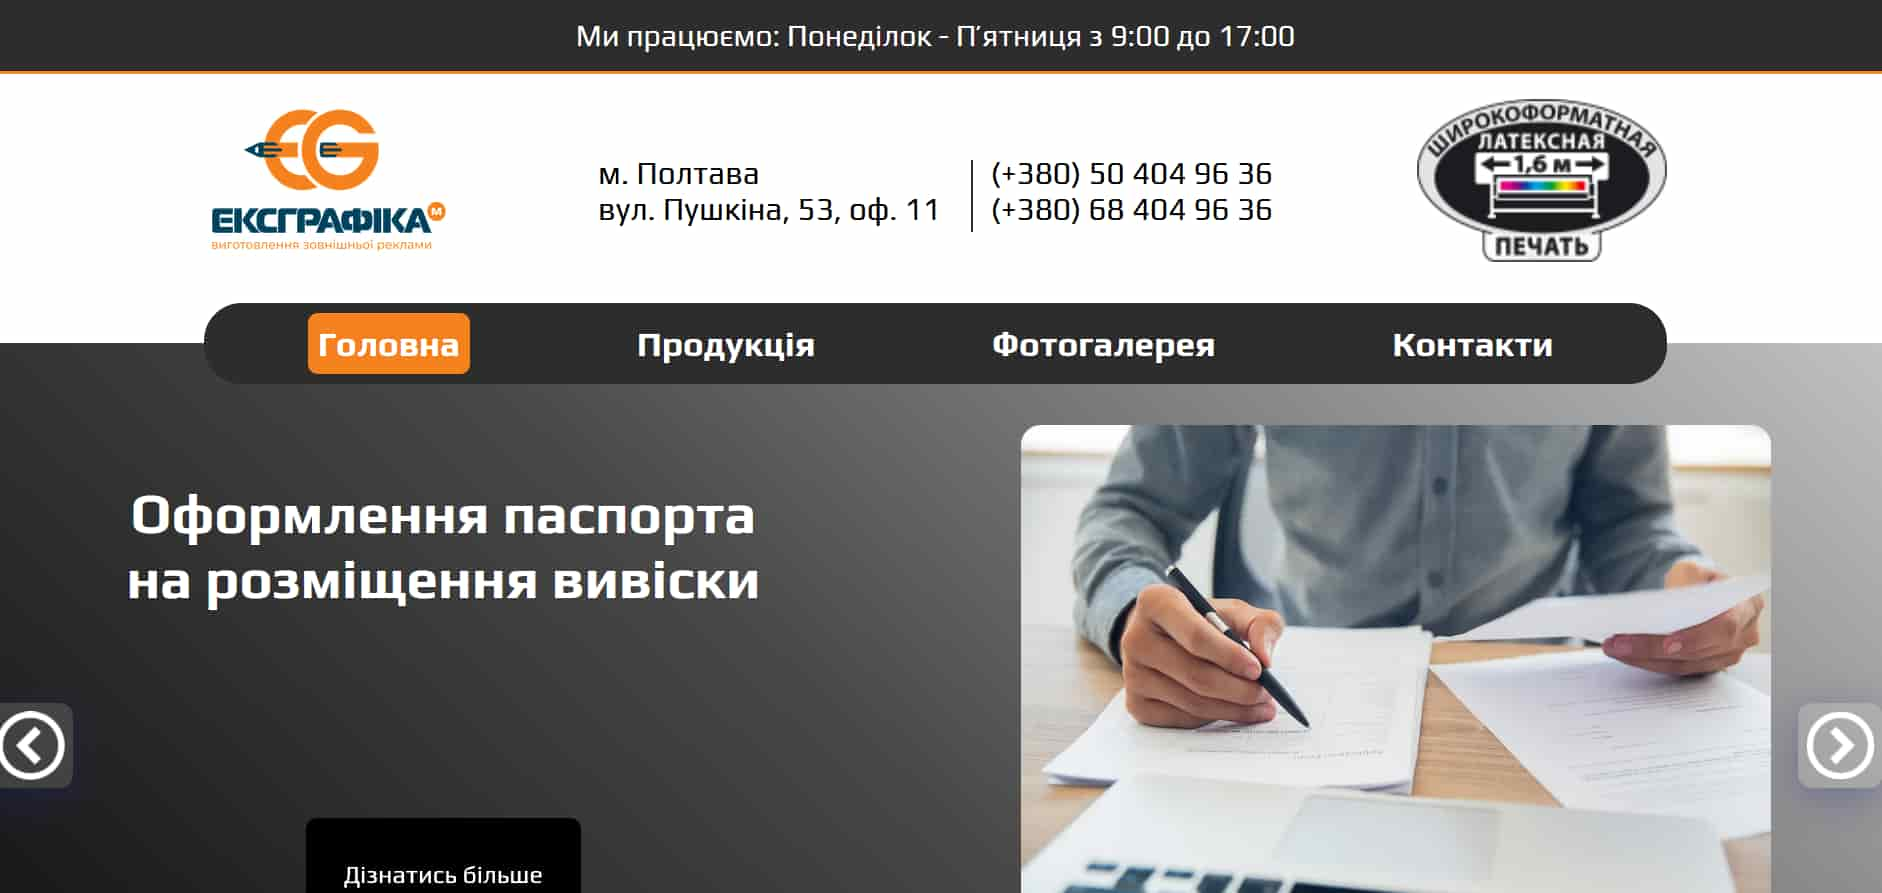 Ми працюємо: Понеділок - П’ятниця з 9:00 до 17:00
ЕКСГРАФІКА М
виготовлення зовнішньої реклами
м. Полтава
вул. Пушкіна, 53, оф. 11
(+380) 50 404 96 36
(+380) 68 404 96 36
ШИРОКОФОРМАТНАЯ
ЛАТЕКСНАЯ
1,6 м
ПЕЧАТЬ
Головна
Продукція
Фотогалерея
Контакти
Оформлення паспорта
на розміщення вивіски
Дізнатись більше